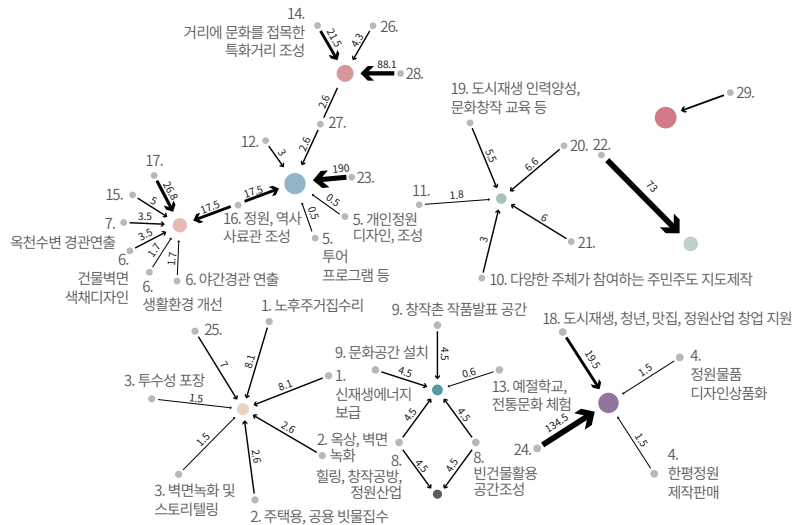 14.
거리에 문화를 접목한
특화거리 조성
21.5
26.
4.3
88.1
28.
2.6
27.
2.6
12.
3
190
23.
17.
26.8
15.
5
7.
3.5
옥천수변 경관연출
3.5
6.
건물벽면
색채디자인
1.7
6.
생활환경 개선
1.7
6. 야간경관 연출
17.5
17.5
16. 정원, 역사
사료관 조성
0.5
5.
투어
프로그램 등
0.5
5. 개인정원
디자인, 조성
19. 도시재생 인력양성,
문화창작 교육 등
5.5
20.
6.6
11.
1.8
6
21.
3
10. 다양한 주체가 참여하는 주민주도 지도제작
29.
22.
73
25.
7
1. 노후주거집수리
8.1
8.1
1.
신재생에너지
보급
3. 투수성 포장
1.5
1.5
3. 벽면녹화 및
스토리텔링
2.6
2. 옥상, 벽면
녹화
2.6
2. 주택용, 공용 빗물집수
9. 창작촌 작품발표 공간
4.5
9. 문화공간 설치
4.5
0.6
13. 예절학교,
전통문화 체험
4.5
4.5
8.
힐링, 창작공방,
정원산업
4.5
4.5
8.
빈건물활용
공간조성
18. 도시재생, 청년, 맛집, 정원산업 창업 지원
19.5
1.5
4.
정원물품
디자인상품화
24.
134.5
1.5
4.
한평정원
제작판매